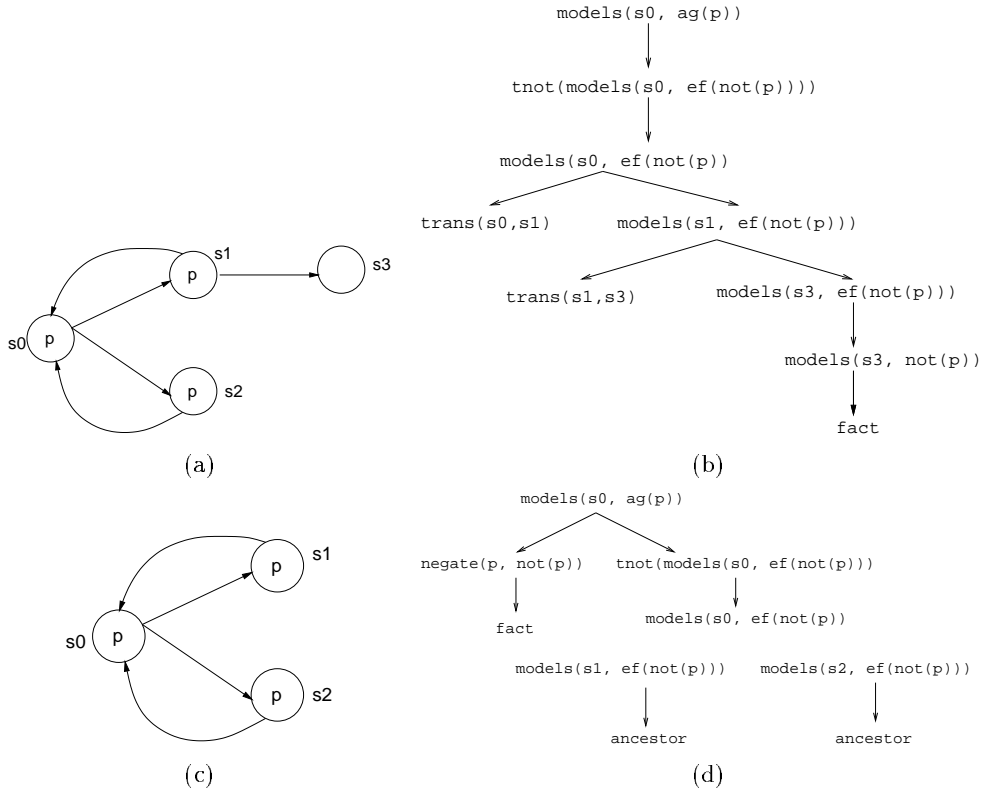 models(s0, ag(p))
tnot(models(s0, ef(not(p))))
models(s0, ef(not(p))
trans(s0,s1) models(s1, ef(not(p)))
trans(s1,s3) models(s3, ef(not(p)))
models(s3, not(p))
fact
s1
p
s3
s0
p
p
s2
(a) (b)
models(s0, ag(p))
negate(p, not(p)) tnot(models(s0, ef(not(p)))
fact
models(s0, ef(not(p))
models(s1, ef(not(p))) models(s2, ef(not(p)))
ancestor ancestor
p
s1
s0
p
p
s2
(c) (d)